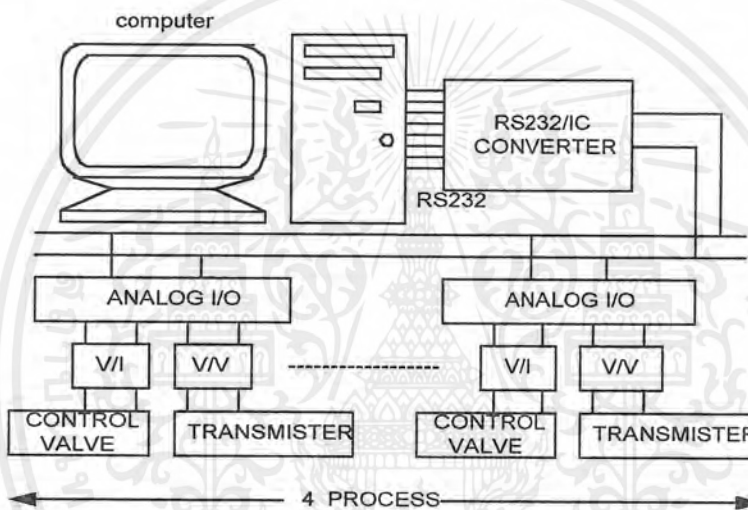 computer
RS232/IC
CONVERTER
RS232
ANALOG I/O
ANALOG I/O
V/I
V/V
V/I
V/V
CONTROL
VALVE
TRANSMISTER
CONTROL
VALVE
TRANSMISTER
4 PROCESS